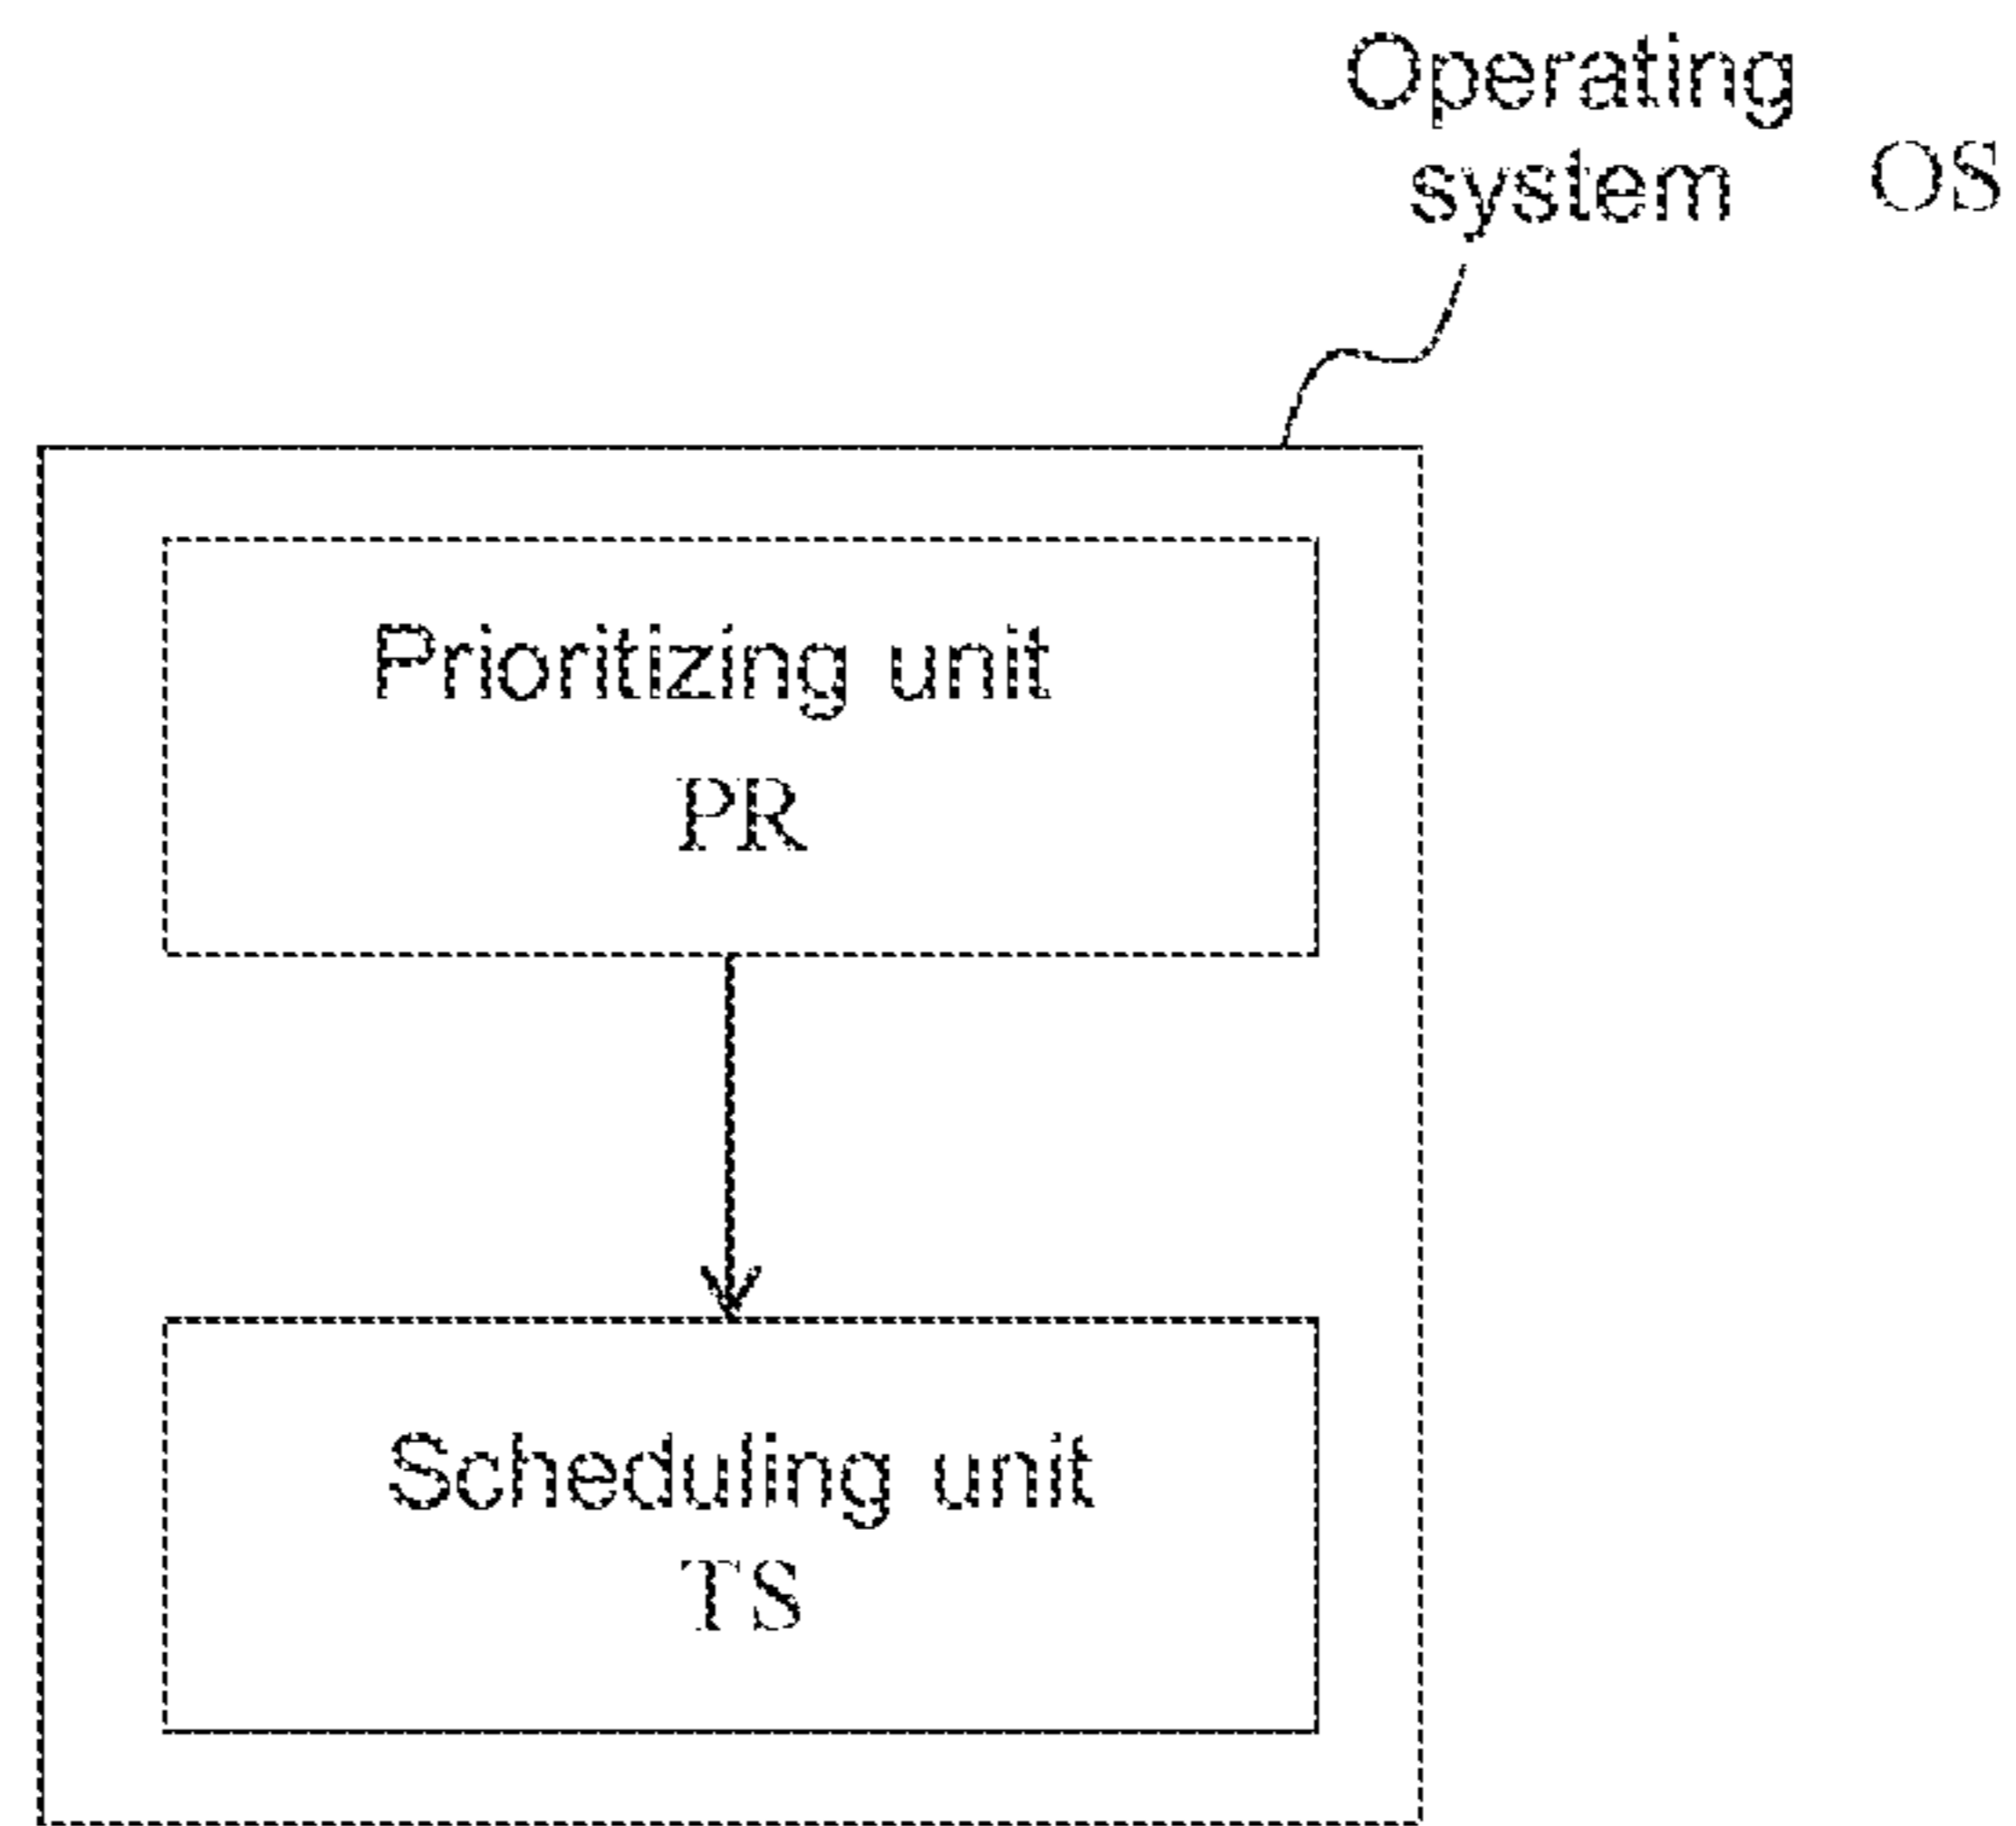 Operating
system OS
Prioritizing unit
PR
Scheduling unit
TS